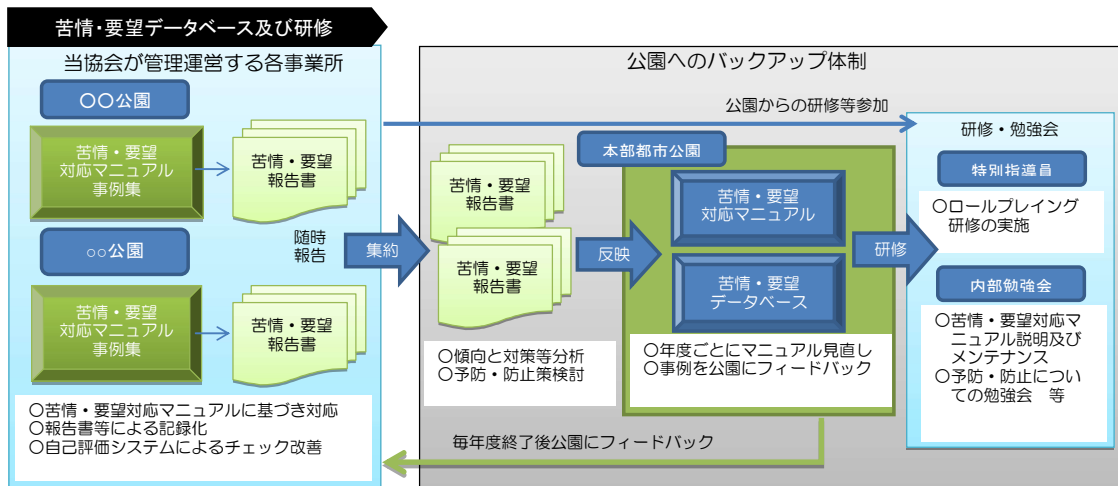 苦情・要望データベース及び研修
当協会が管理運営する各事業所
〇〇公園
苦情・要望
対応マニュアル
事例集
苦情・要望
報告書
○○公園
苦情・要望
対応マニュアル
事例集
苦情・要望
報告書
随時
報告
〇苦情・要望対応マニュアルに基づき対応
〇報告書等による記録化
〇自己評価システムによるチェック改善
集約
公園へのバックアップ体制
公園からの研修等参加
苦情・要望
報告書
苦情・要望
報告書
〇傾向と対策等分析
〇予防・防止策検討
反映
本部都市公園
苦情・要望
対応マニュアル
苦情・要望
データベース
〇年度ごとにマニュアル見直し
〇事例を公園にフィードバック
研修
研修・勉強会
特別指導員
〇ロールプレイング
研修の実施
内部勉強会
〇苦情・要望対応マ
ニュアル説明及び
メンテナンス
〇予防・防止につい
ての勉強会　等
毎年度終了後公園にフィードバック